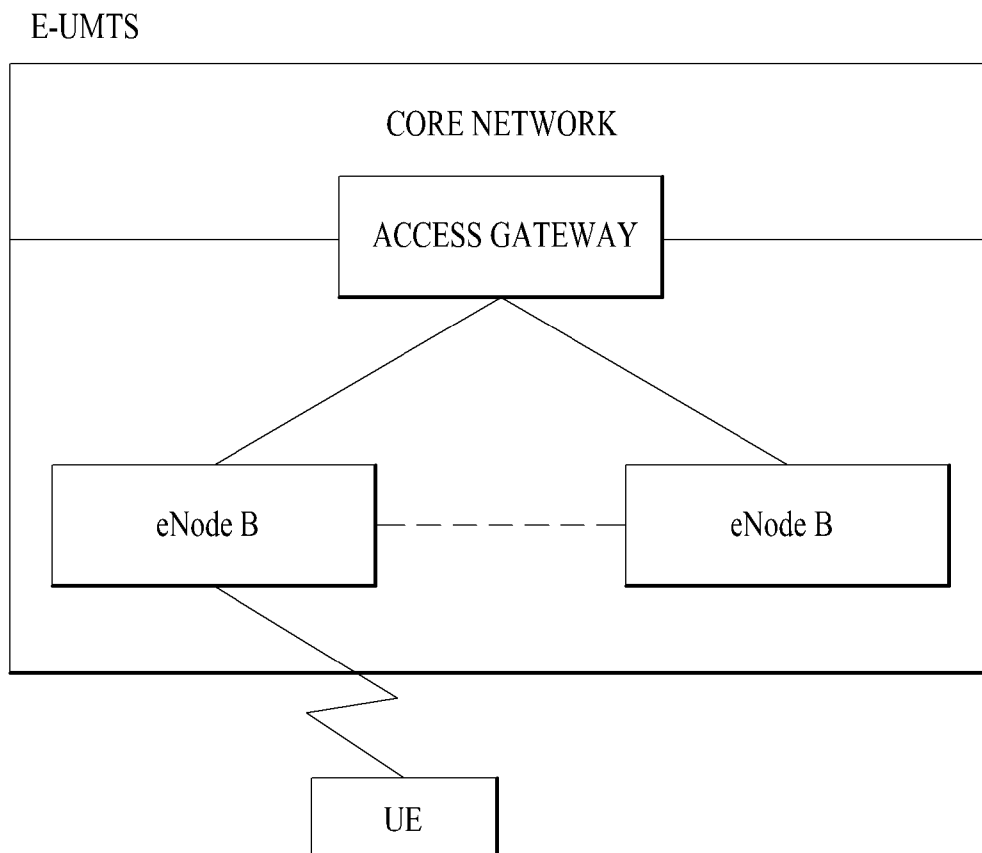 E-UMTS
CORE NETWORK
ACCESS GATEWAY
eNode B
eNode B
UE